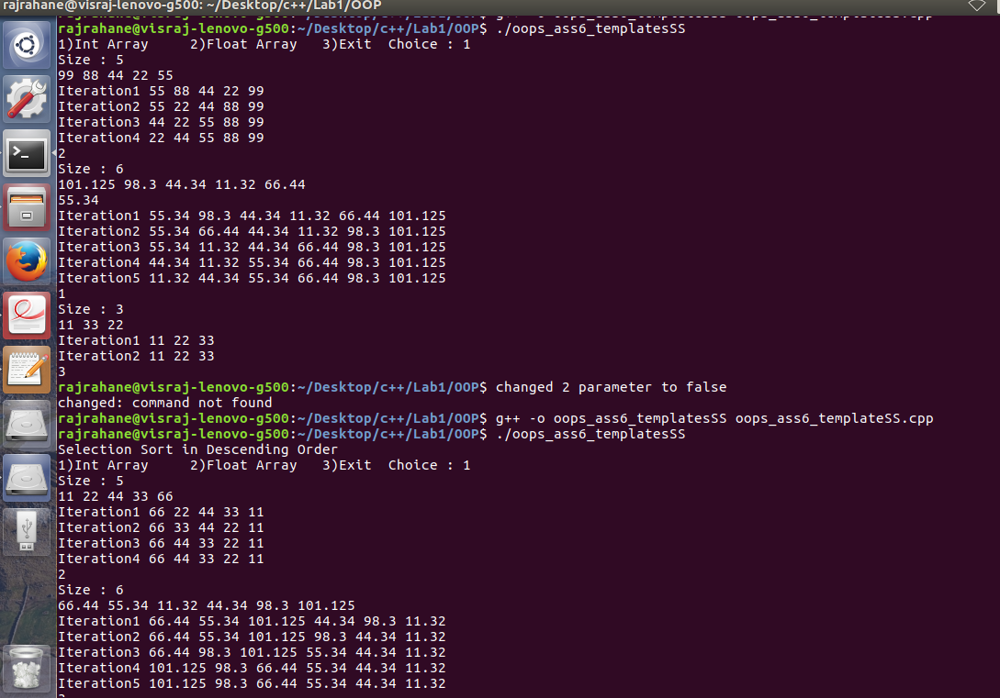 rajrahane@visraj-lenovo-g500: ~/Desktop/c++/Lab1/OOP
rajrahane@visraj-lenovo-g500:~/Desktop/c++/Lab1/OOP$ ./oops_ass6_templatesSS
1)Int Array     2)Float Array   3)Exit  Choice : 1
Size : 5
99 88 44 22 55
Iteration1 55 88 44 22 99
Iteration2 55 22 44 88 99
Iteration3 44 22 55 88 99
Iteration4 22 44 55 88 99
2
Size : 6
101.125 98.3 44.34 11.32 66.44
55.34
Iteration1 55.34 98.3 44.34 11.32 66.44 101.125
Iteration2 55.34 66.44 44.34 11.32 98.3 101.125
Iteration3 55.34 11.32 44.34 66.44 98.3 101.125
Iteration4 44.34 11.32 55.34 66.44 98.3 101.125
Iteration5 11.32 44.34 55.34 66.44 98.3 101.125
1
Size : 3
11 33 22
Iteration1 11 22 33
Iteration2 11 22 33
3
rajrahane@visraj-lenovo-g500:~/Desktop/c++/Lab1/OOP$ changed 2 parameter to false
changed: command not found
rajrahane@visraj-lenovo-g500:~/Desktop/c++/Lab1/OOP$ g++ -o oops_ass6_templatesSS oops_ass6_templateSS.cpp
rajrahane@visraj-lenovo-g500:~/Desktop/c++/Lab1/OOP$ ./oops_ass6_templatesSS
Selection Sort in Descending Order
1)Int Array     2)Float Array   3)Exit  Choice : 1
Size : 5
11 22 44 33 66
Iteration1 66 22 44 33 11
Iteration2 66 33 44 22 11
Iteration3 66 44 33 22 11
Iteration4 66 44 33 22 11
2
Size : 6
66.44 55.34 11.32 44.34 98.3 101.125
Iteration1 66.44 55.34 101.125 44.34 98.3 11.32
Iteration2 66.44 55.34 101.125 98.3 44.34 11.32
Iteration3 66.44 98.3 101.125 55.34 44.34 11.32
Iteration4 101.125 98.3 66.44 55.34 44.34 11.32
Iteration5 101.125 98.3 66.44 55.34 44.34 11.32